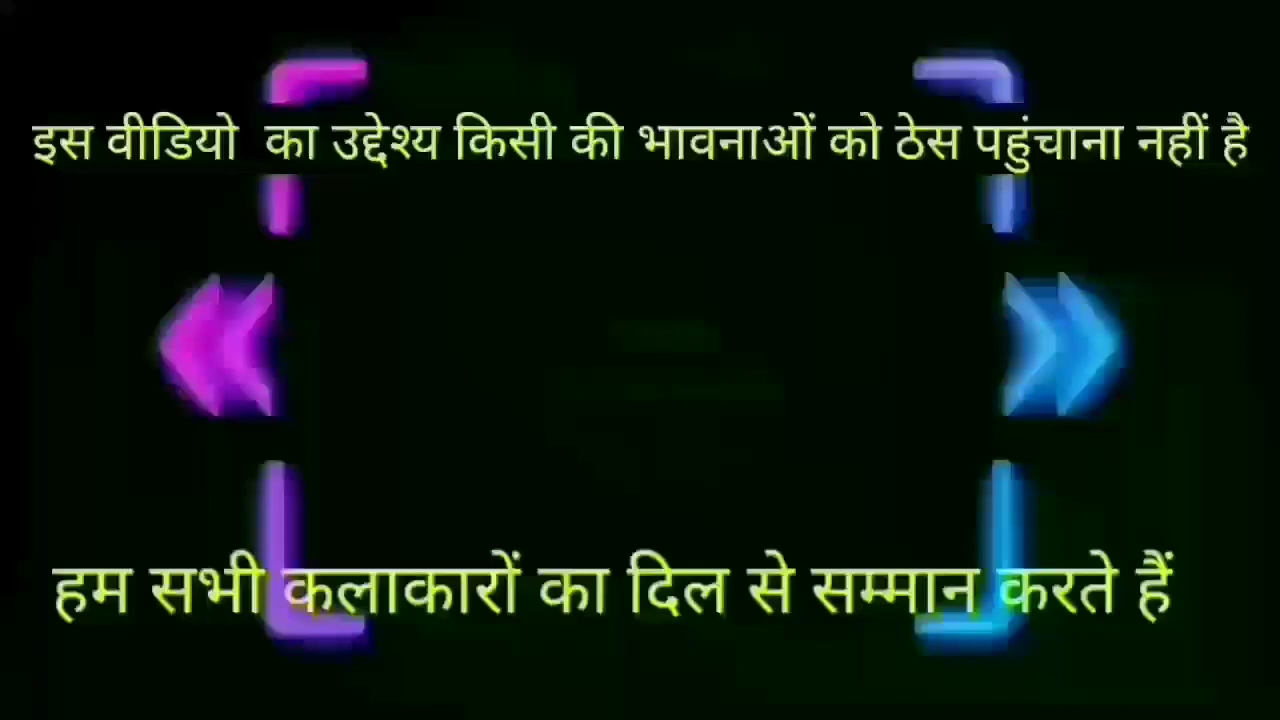 इस वीडियो का उद्देश्य किसी की भावनाओं को ठेस पहुंचाना नहीं है
हम सभी कलाकारों का दिल से सम्मान करते हैं